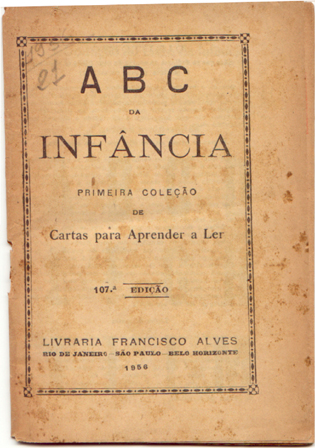 21
A B C
DA
INFÂNCIA
PRIMEIRA COLEÇÃO
DE
Cartas para Aprender a Ler
107.ª EDIÇÃO
LIVRARIA FRANCISCO ALVES
RIO DE JANEIRO - SÃO PAULO - BELO HORIZONTE
1956